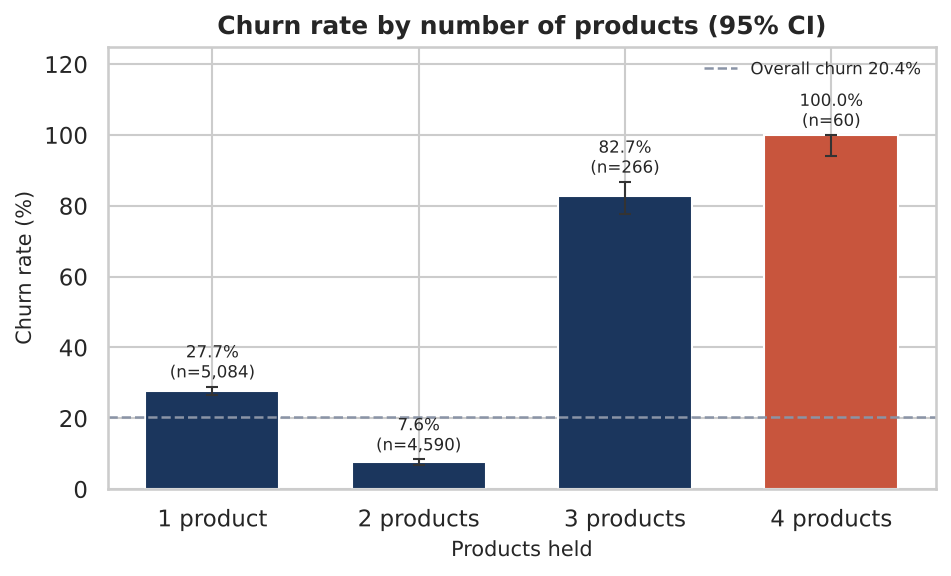 Churn rate by number of products (95% CI)
Churn rate (%)
120
100
80
60
40
20
0
Overall churn 20.4%
27.7%
(n=5,084)
7.6%
(n=4,590)
82.7%
(n=266)
100.0%
(n=60)
1 product
2 products
3 products
4 products
Products held